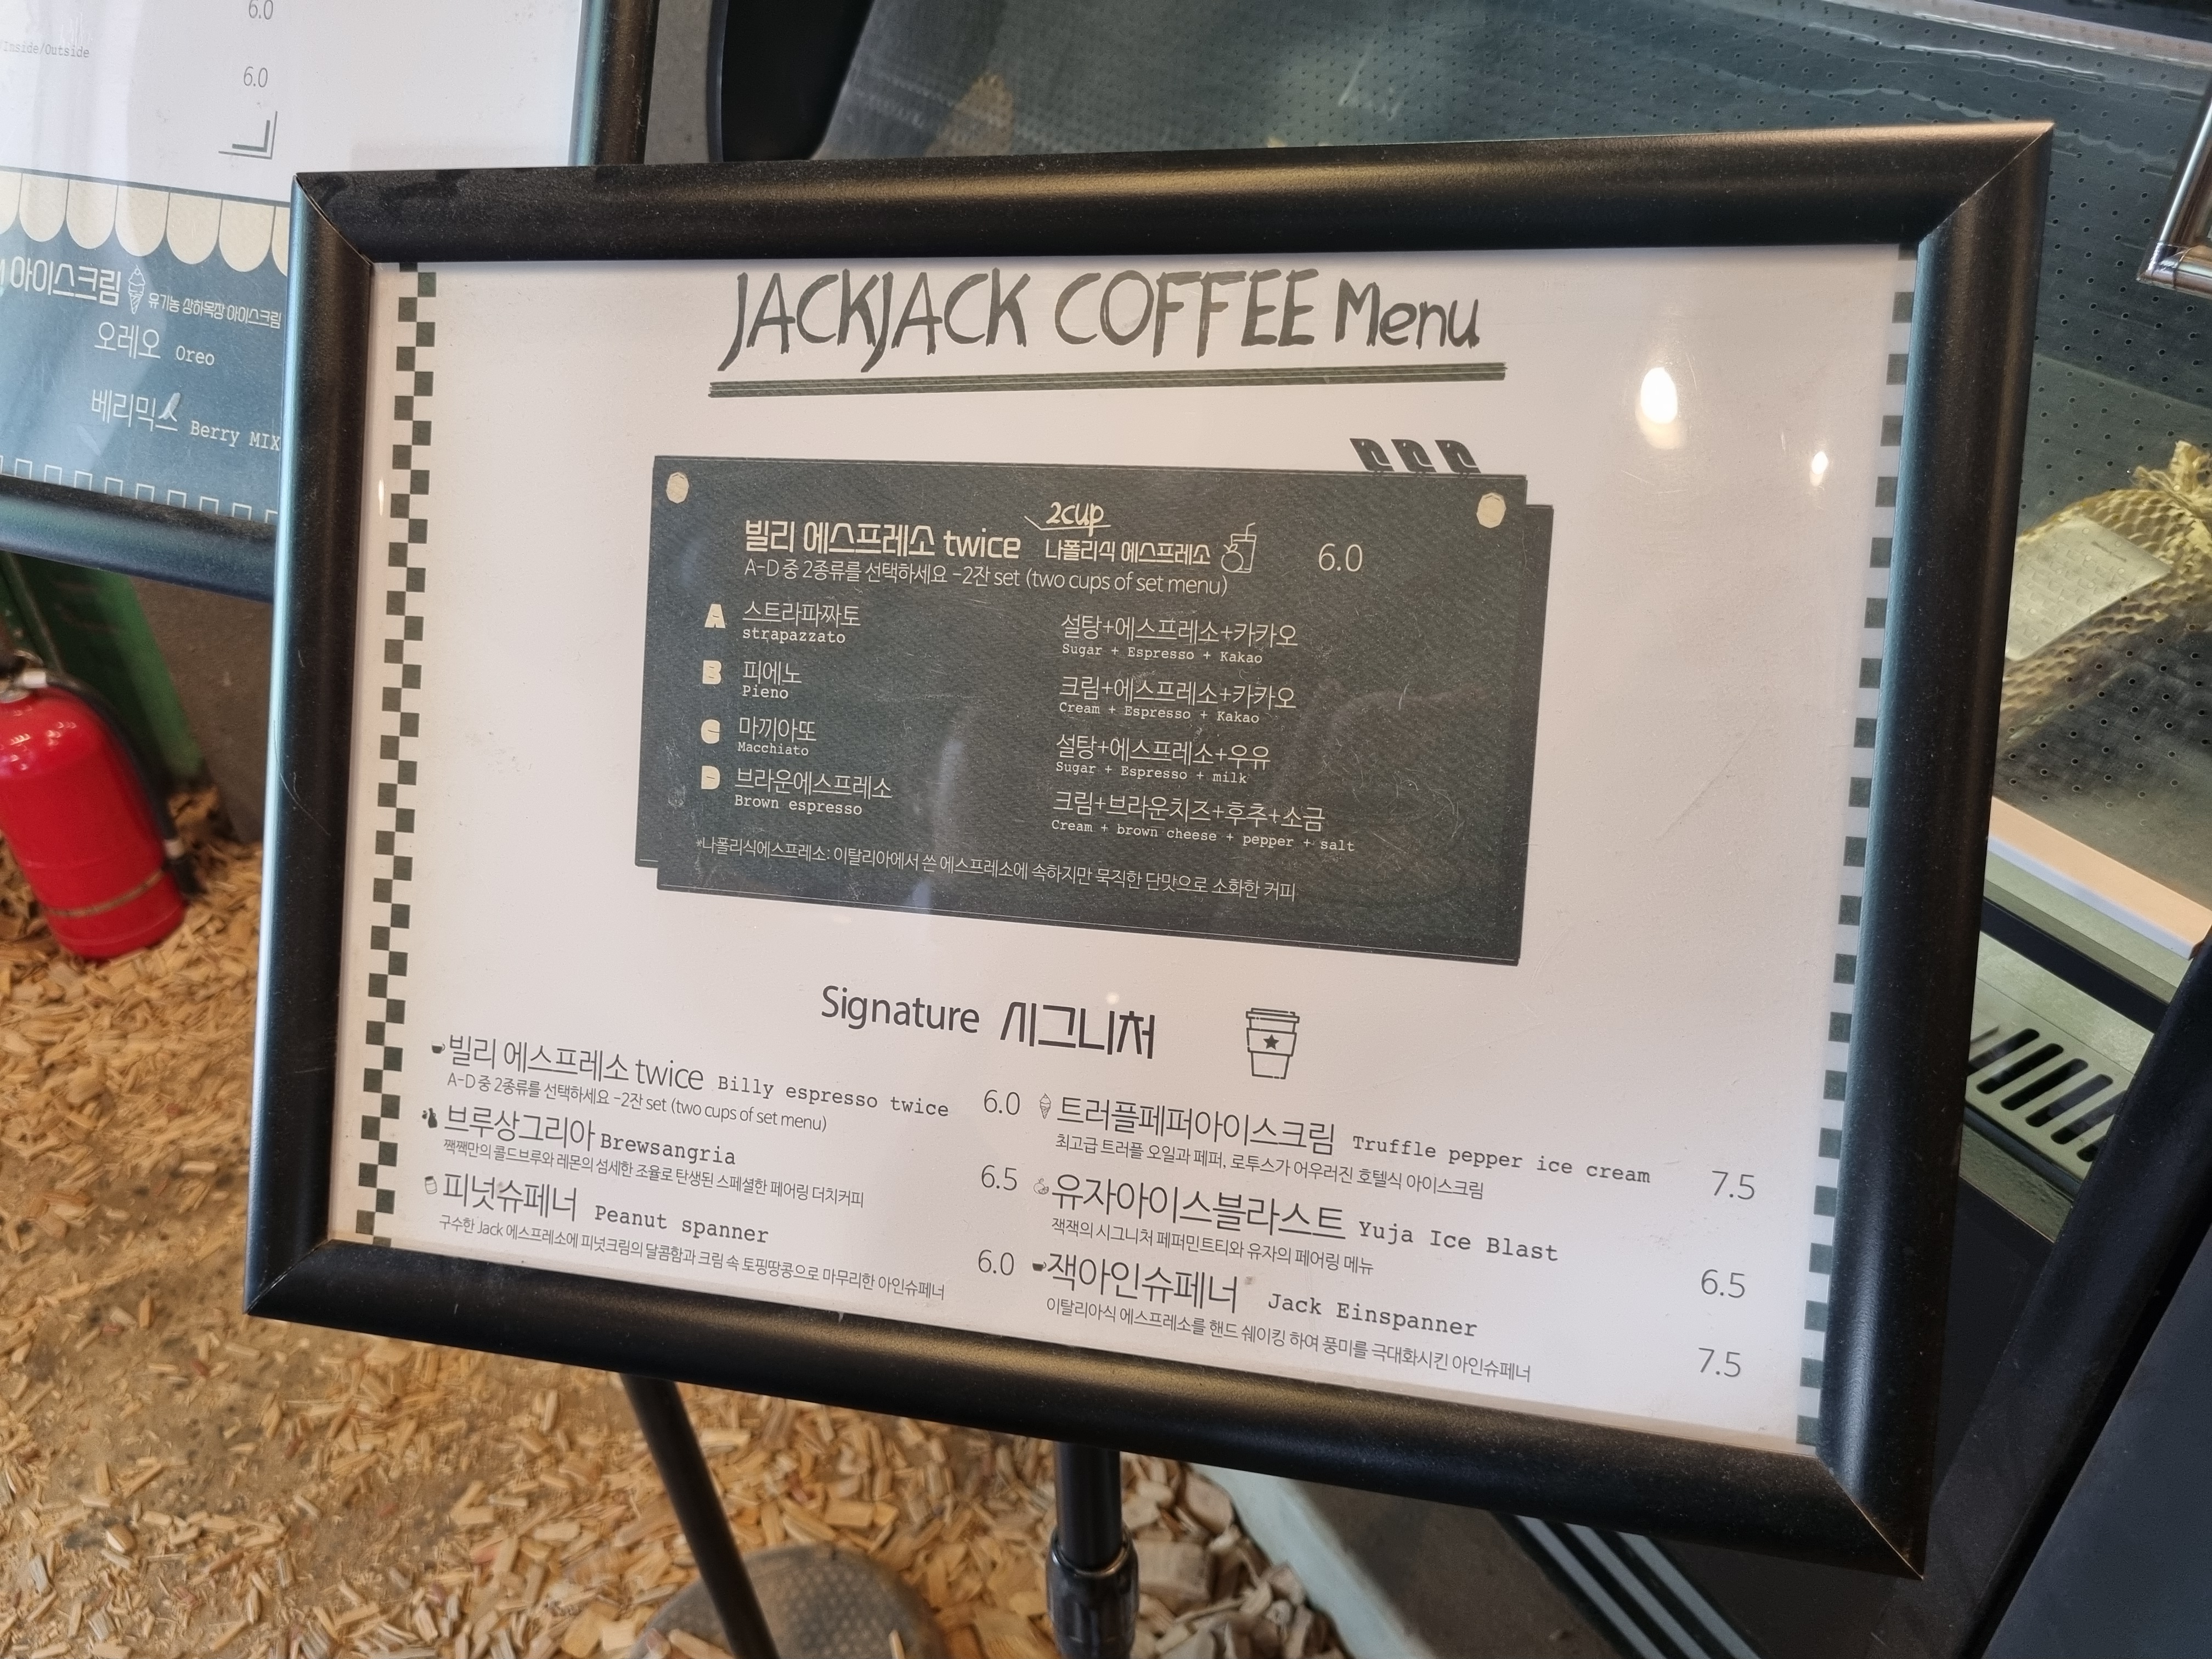 6.0
Inside/Outside
6.0
아이스크림 유기농 상하목장 아이스크림
오레오 Oreo
베리믹스 Berry MIX
JACKJACK COFFEE Menu
2cup
빌리 에스프레소 twice 나폴리식 에스프레소 6.0
A-D 중 2종류를 선택하세요 -2잔 set (two cups of set menu)
A 스트라파짜토 설탕+에스프레소+카카오
strapazzato Sugar + Espresso + Kakao
B 피에노 크림+에스프레소+카카오
Pieno Cream + Espresso + Kakao
C 마끼아또 설탕+에스프레소+우유
Macchiato Sugar + Espresso + milk
D 브라운에스프레소 크림+브라운치즈+후추+소금
Brown espresso Cream + brown cheese + pepper + salt
*나폴리식에스프레소: 이탈리아에서 쓴 에스프레소에 속하지만 묵직한 단맛으로 소화한 커피
Signature 시그니처
빌리 에스프레소 twice Billy espresso twice 6.0
A-D 중 2종류를 선택하세요 -2잔 set (two cups of set menu)
브루상그리아 Brewsangria 6.5
짹짹만의 콜드브루와 레몬의 섬세한 조율로 탄생된 스페셜한 페어링 더치커피
피넛슈페너 Peanut spanner 6.0
구수한 Jack 에스프레소에 피넛크림의 달콤함과 크림 속 토핑땅콩으로 마무리한 아인슈페너
트러플페퍼아이스크림 Truffle pepper ice cream 7.5
최고급 트러플 오일과 페퍼, 로투스가 어우러진 호텔식 아이스크림
유자아이스블라스트 Yuja Ice Blast 6.5
잭잭의 시그니처 페퍼민트티와 유자의 페어링 메뉴
잭아인슈페너 Jack Einspanner 7.5
이탈리아식 에스프레소를 핸드 쉐이킹 하여 풍미를 극대화시킨 아인슈페너